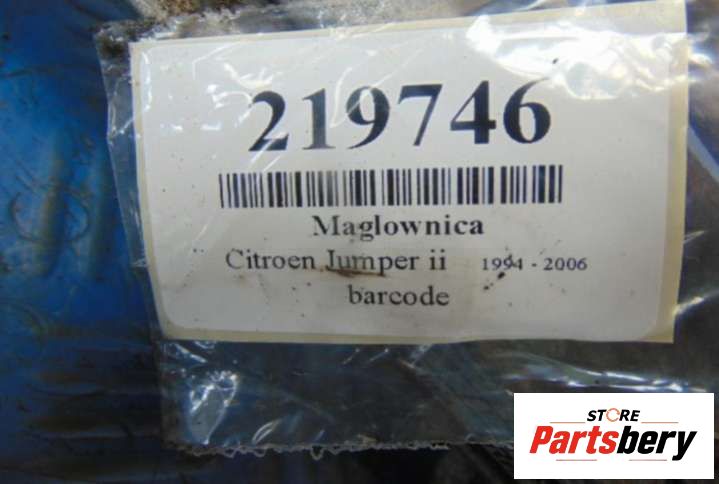 219746
Maglownica
Citroen Jumper ii 1994 - 2006
barcode
STORE
Partsbery